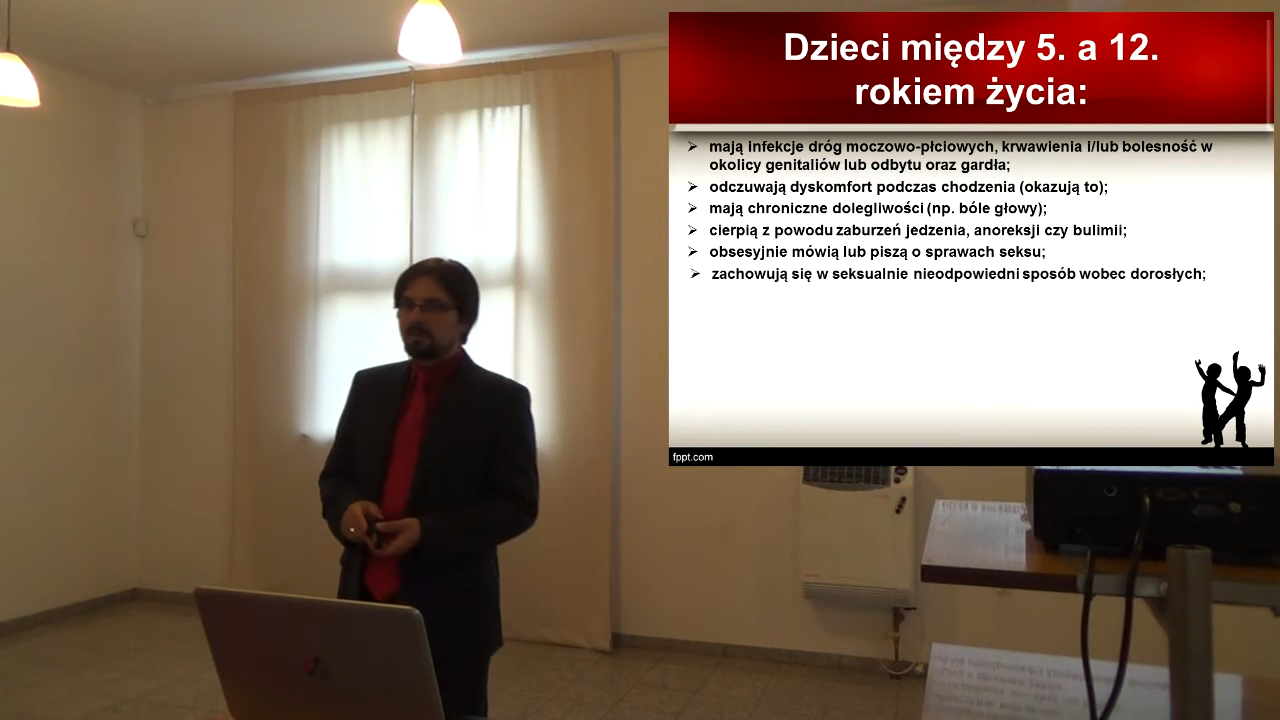 Dzieci między 5. a 12.
rokiem życia:
mają infekcje dróg moczowo-płciowych, krwawienia i/lub bolesność w
okolicy genitaliów lub odbytu oraz gardła;
odczuwają dyskomfort podczas chodzenia (okazują to);
mają chroniczne dolegliwości (np. bóle głowy);
cierpią z powodu zaburzeń jedzenia, anoreksji czy bulimii;
obsesyjnie mówią lub piszą o sprawach seksu;
zachowują się w seksualnie nieodpowiedni sposób wobec dorosłych;
fppt.com